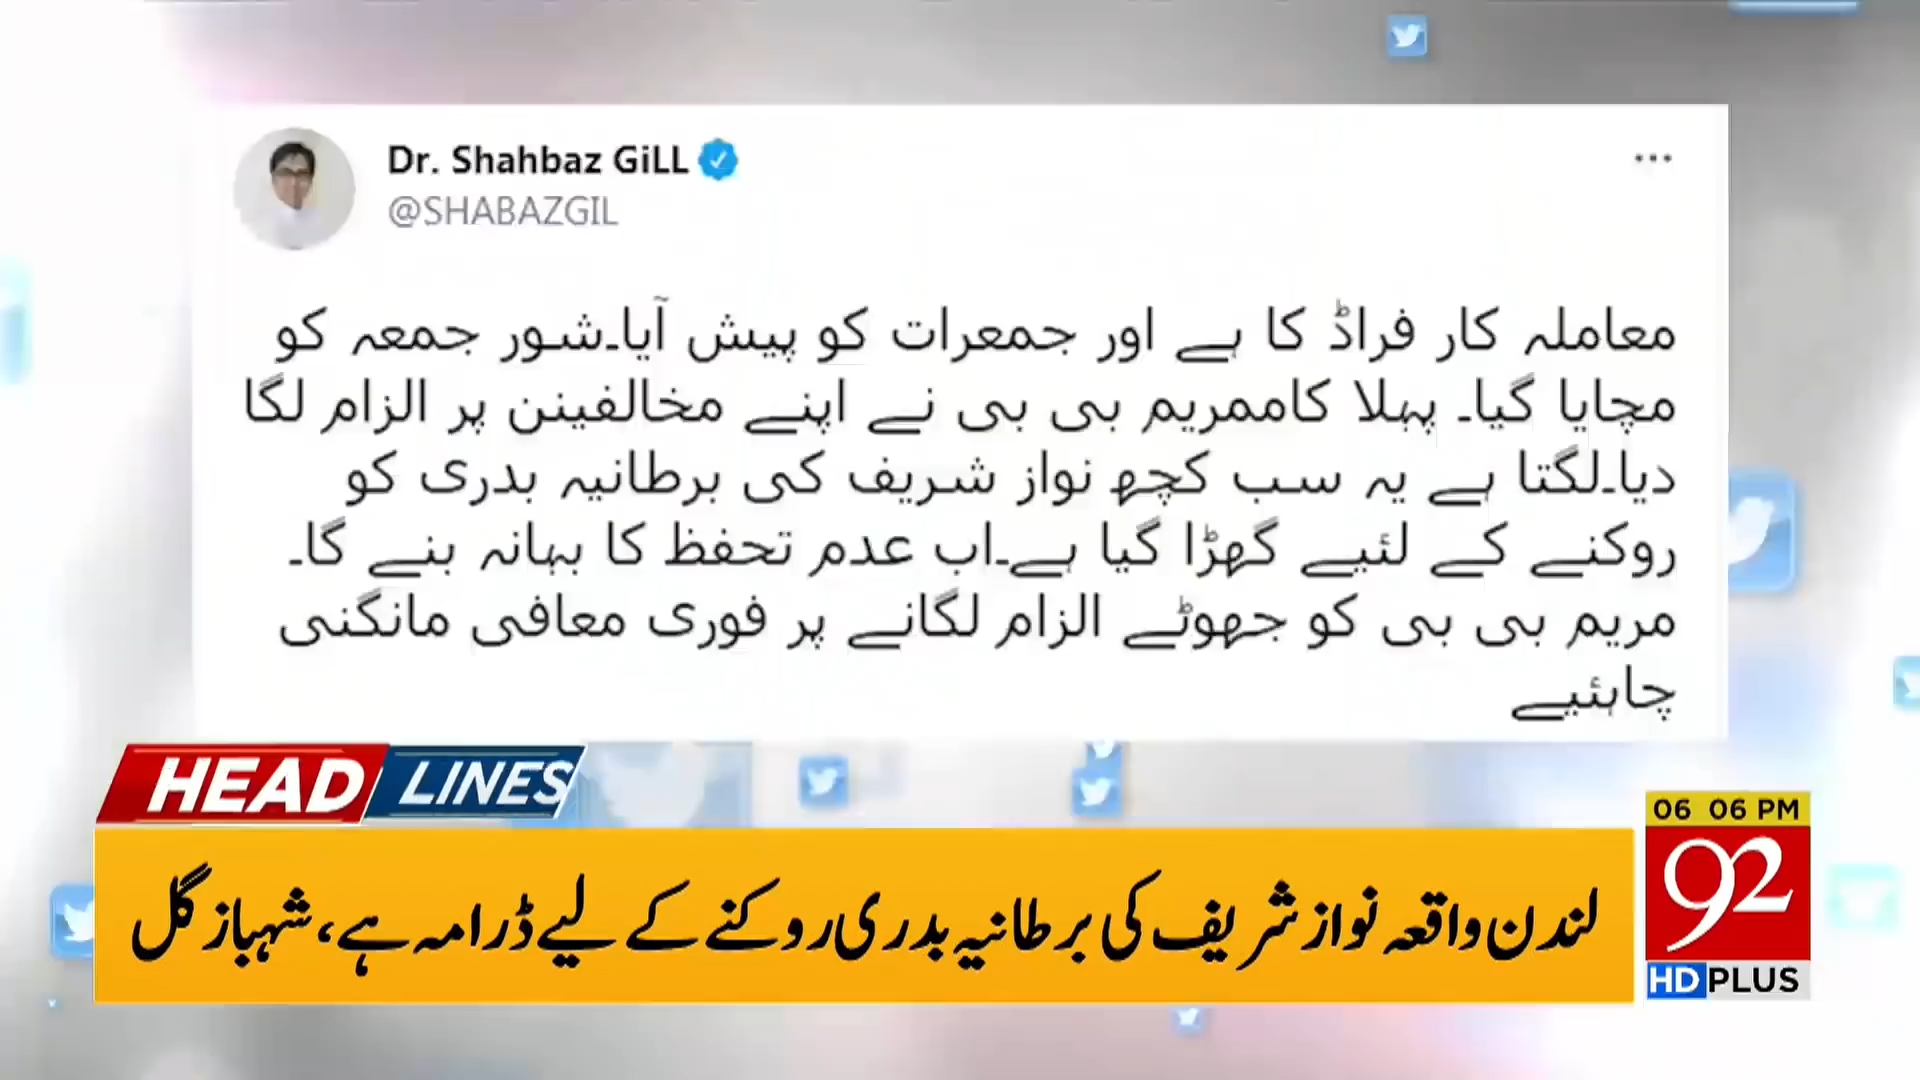 Dr. Shahbaz GiLL
@SHABAZGIL
معاملہ کار فراڈ کا ہے اور جمعرات کو پیش آیا۔شور جمعہ کو
مچایا گیا۔ پہلا کاممریم بی بی نے اپنے مخالفینن پر الزام لگا
دیا۔لگتا ہے یہ سب کچھ نواز شریف کی برطانیہ بدری کو
روکنے کے لئیے گھڑا گیا ہے۔اب عدم تحفظ کا بہانہ بنے گا۔
مریم بی بی کو جھوٹے الزام لگانے پر فوری معافی مانگنی
چاہئیے
HEAD LINES
06 06 PM
92
HD PLUS
لندن واقعہ نواز شریف کی برطانیہ بدری روکنے کے لیے ڈرامہ ہے، شہباز گل